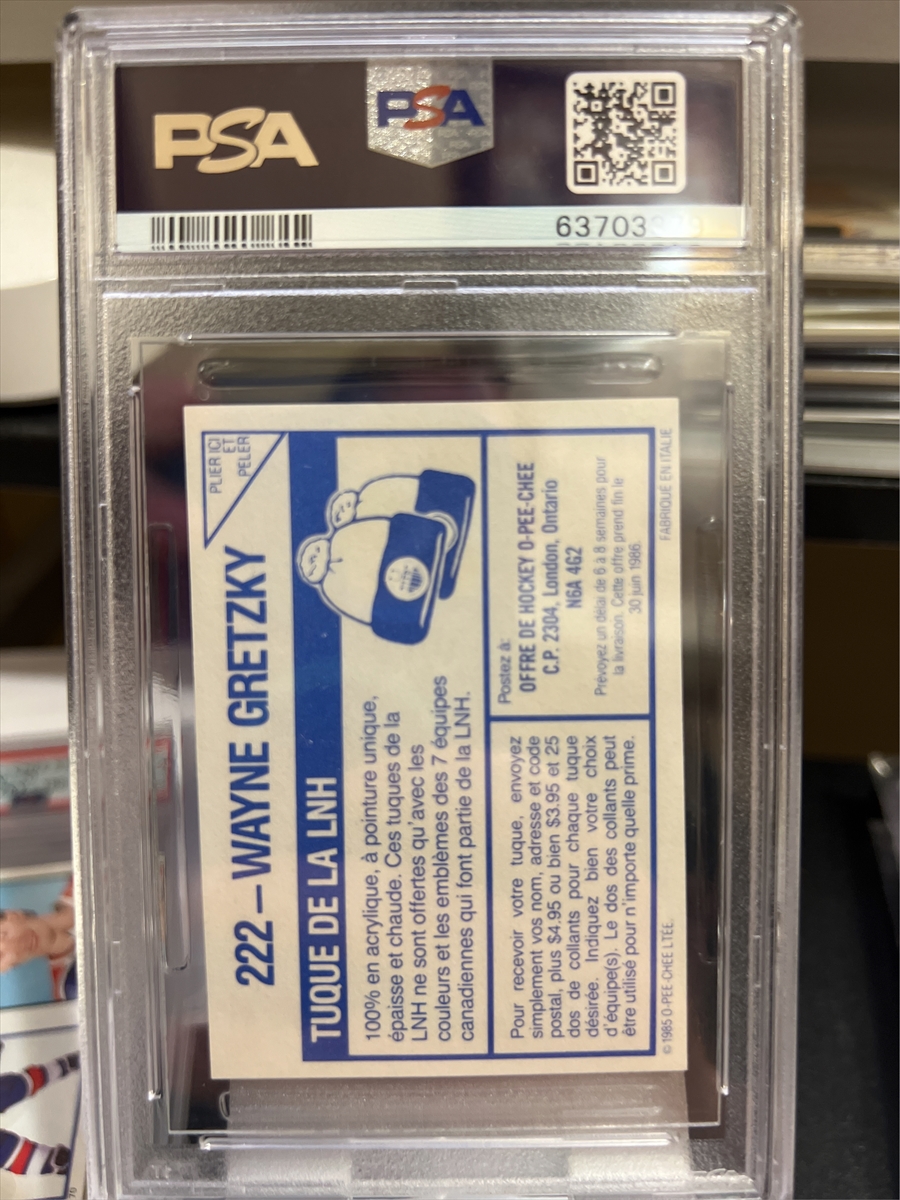 PSA
PSA
63703
222 – WAYNE GRETZKY
PLIER ICI
ET
PELER
TUQUE DE LA LNH
100% en acrylique, à pointure unique,
épaisse et chaude. Ces tuques de la
LNH ne sont offertes qu'avec les
couleurs et les emblèmes des 7 équipes
canadiennes qui font partie de la LNH.
Pour recevoir votre tuque, envoyez
simplement vos nom, adresse et code
postal, plus $4.95 ou bien $3.95 et 25
dos de collants pour chaque tuque
désirée. Indiquez bien votre choix
d'équipe(s). Le dos des collants peut
être utilisé pour n'importe quelle prime.
Postez à:
OFFRE DE HOCKEY O-PEE-CHEE
C.P. 2304, London, Ontario
N6A 4G2
Prévoyez un délai de 6 à 8 semaines pour
la livraison. Cette offre prend fin le
30 juin 1986.
© 1985 O-PEE-CHEE LTÉE.
FABRIQUÉ EN ITALIE